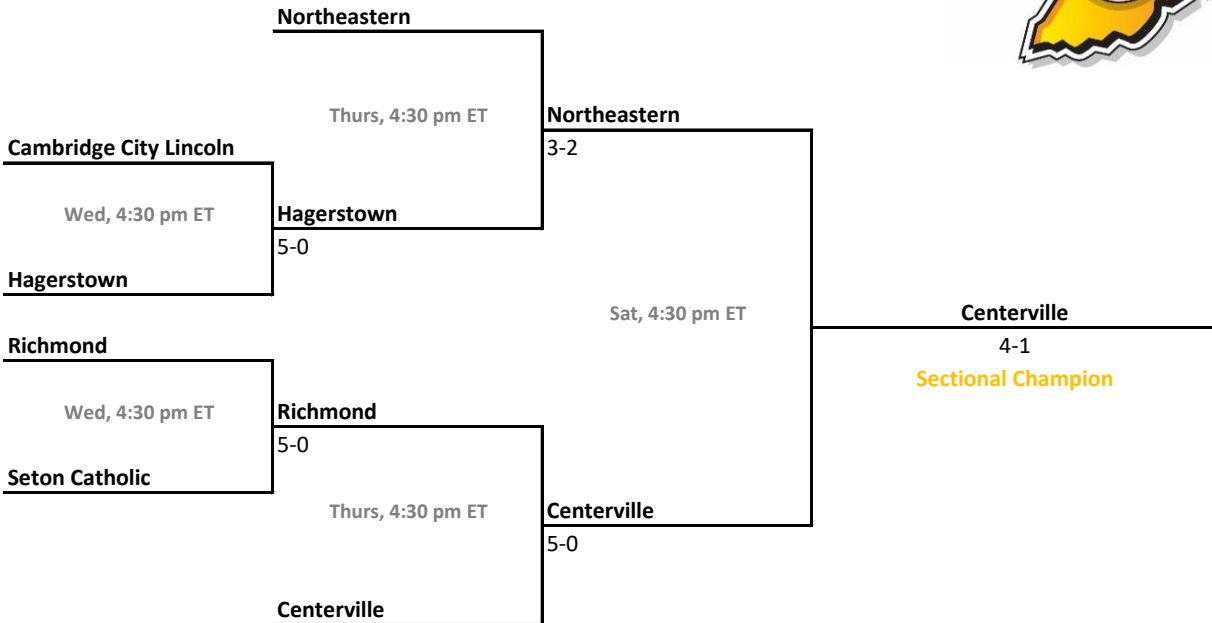 Northeastern
Thurs, 4:30 pm ET
Northeastern
Cambridge City Lincoln
3-2
Wed, 4:30 pm ET
Hagerstown
5-0
Hagerstown
Sat, 4:30 pm ET
Centerville
Richmond
4-1
Sectional Champion
Wed, 4:30 pm ET
Richmond
5-0
Seton Catholic
Thurs, 4:30 pm ET
Centerville
5-0
Centerville